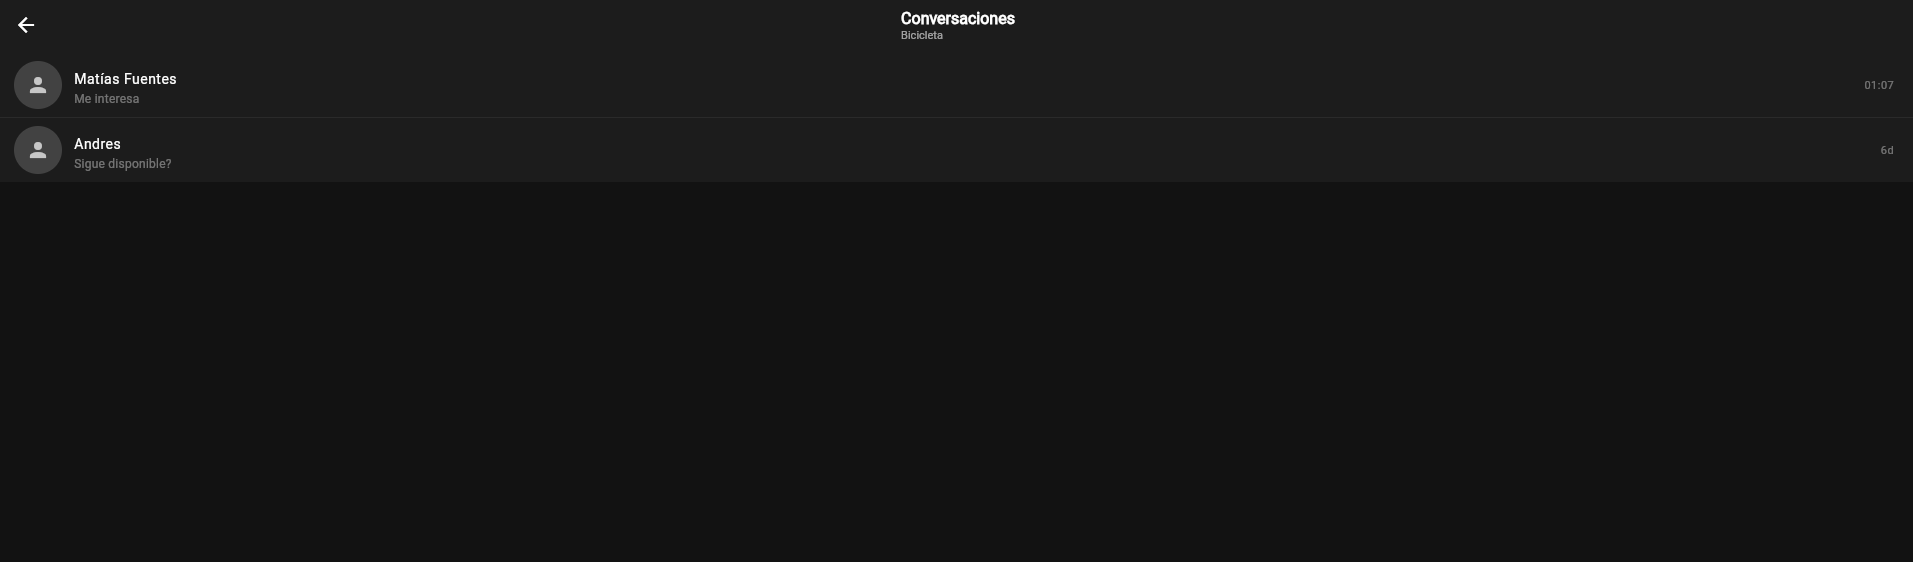 Conversaciones
Bicicleta
Matías Fuentes
Me interesa
01:07
Andres
Sigue disponible?
6d